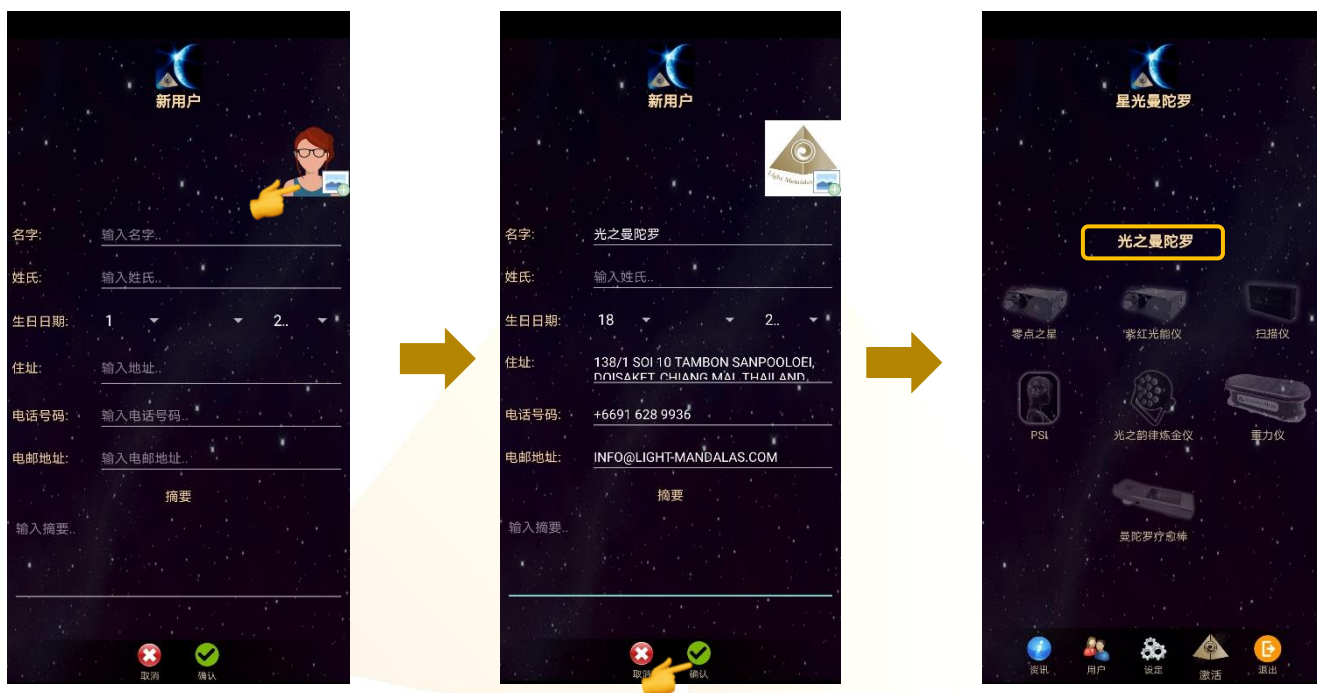 新用户
名字:
输入名字..
姓氏:
输入姓氏..
生日日期:
1
2..
住址:
输入地址..
电话号码:
输入电话号码..
电邮地址:
输入电邮地址..
摘要
输入摘要..
取消
确认
新用户
Light Mandalas
名字:
光之曼陀罗
姓氏:
输入姓氏..
生日日期:
18
2..
住址:
138/1 SOI 10 TAMBON SANPOOLOEI,
DOISAKET, CHIANG MAI, THAILAND,
电话号码:
+6691 628 9936
电邮地址:
INFO@LIGHT-MANDALAS.COM
摘要
输入摘要..
取消
确认
星光曼陀罗
光之曼陀罗
零点之星
紫红光能仪
扫描仪
PSI
光之韵律炼金仪
重力仪
曼陀罗疗愈棒
资讯
用户
设定
激活
退出